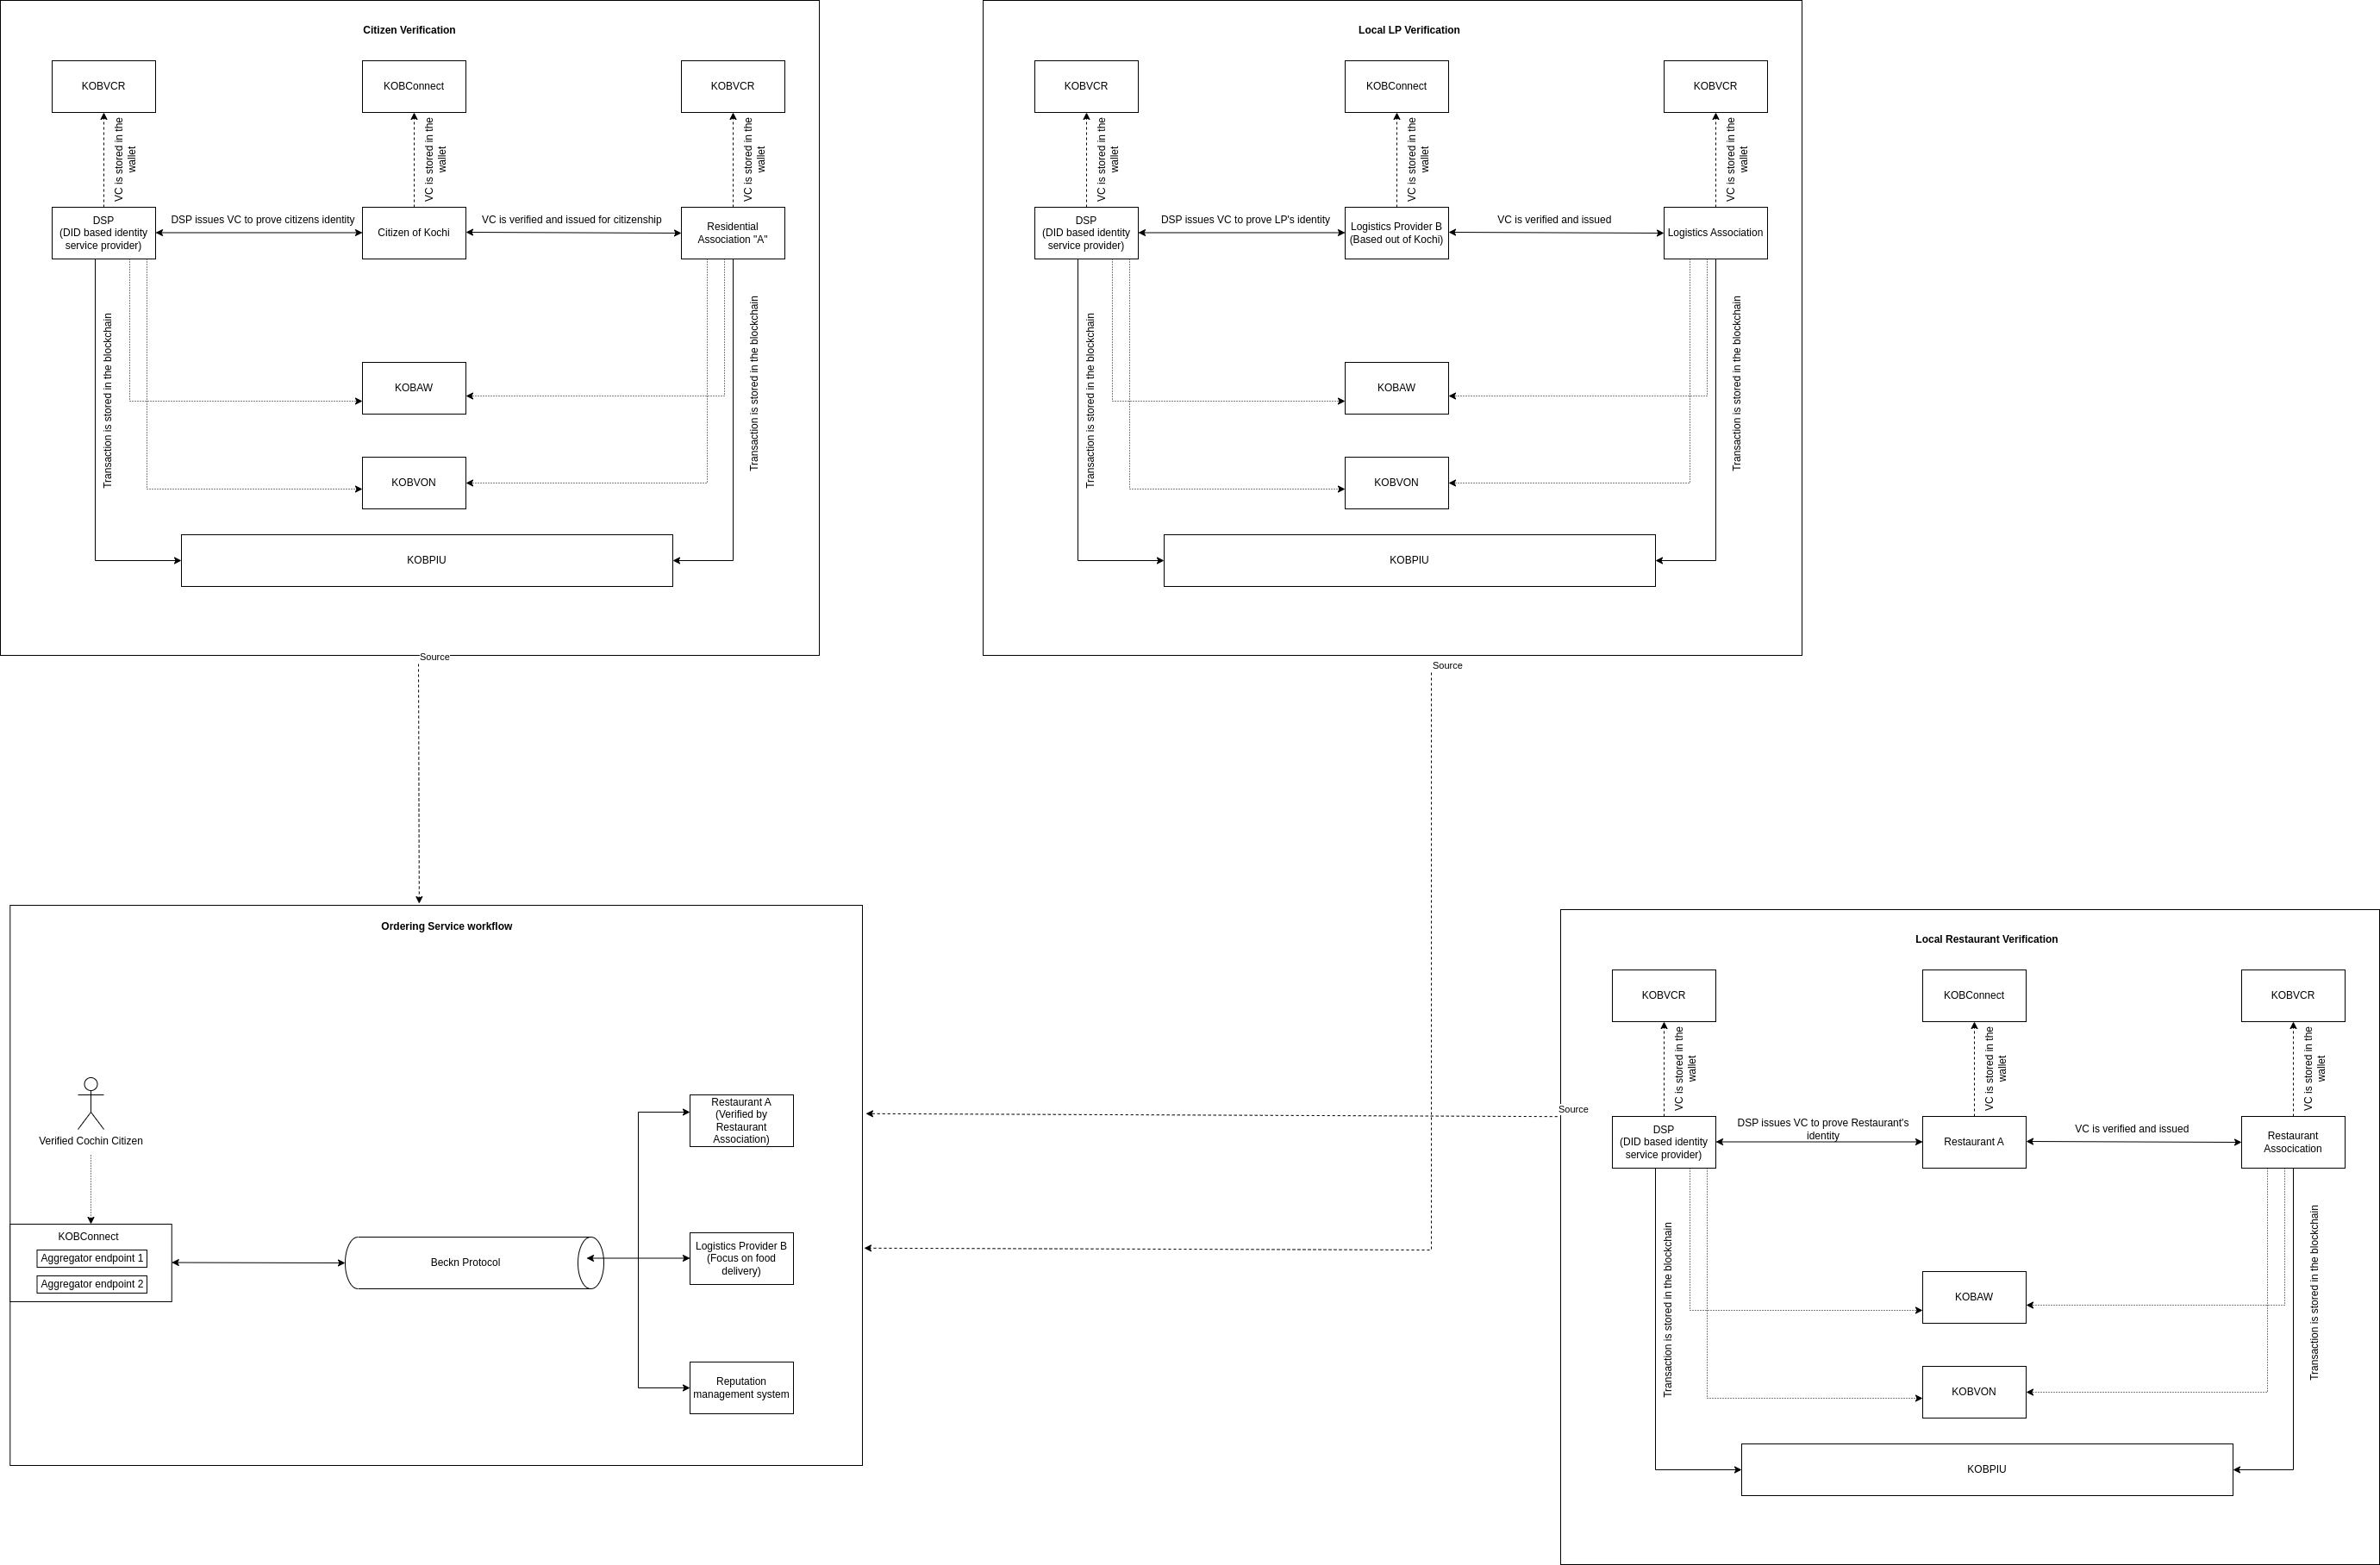 Citizen Verification
KOBVCR
KOBConnect
KOBVCR
VC is stored in the
wallet
VC is stored in the
wallet
VC is stored in the
wallet
DSP
(DID based identity
service provider)
DSP issues VC to prove citizens identity
Citizen of Kochi
VC is verified and issued for citizenship
Residential
Association "A"
Transaction is stored in the blockchain
Transaction is stored in the blockchain
KOBAW
KOBVON
KOBPIU
Source
Local LP Verification
KOBVCR
KOBConnect
KOBVCR
VC is stored in the
wallet
VC is stored in the
wallet
VC is stored in the
wallet
DSP
(DID based identity
service provider)
DSP issues VC to prove LP's identity
Logistics Provider B
(Based out of Kochi)
VC is verified and issued
Logistics Association
Transaction is stored in the blockchain
Transaction is stored in the blockchain
KOBAW
KOBVON
KOBPIU
Source
Ordering Service workflow
Verified Cochin Citizen
KOBConnect
Aggregator endpoint 1
Aggregator endpoint 2
Beckn Protocol
Restaurant A
(Verified by
Restaurant
Association)
Logistics Provider B
(Focus on food
delivery)
Reputation
management system
Source
Local Restaurant Verification
KOBVCR
KOBConnect
KOBVCR
VC is stored in the
wallet
VC is stored in the
wallet
VC is stored in the
wallet
DSP
(DID based identity
service provider)
DSP issues VC to prove Restaurant's
identity
Restaurant A
VC is verified and issued
Restaurant
Assocication
Transaction is stored in the blockchain
Transaction is stored in the blockchain
KOBAW
KOBVON
KOBPIU